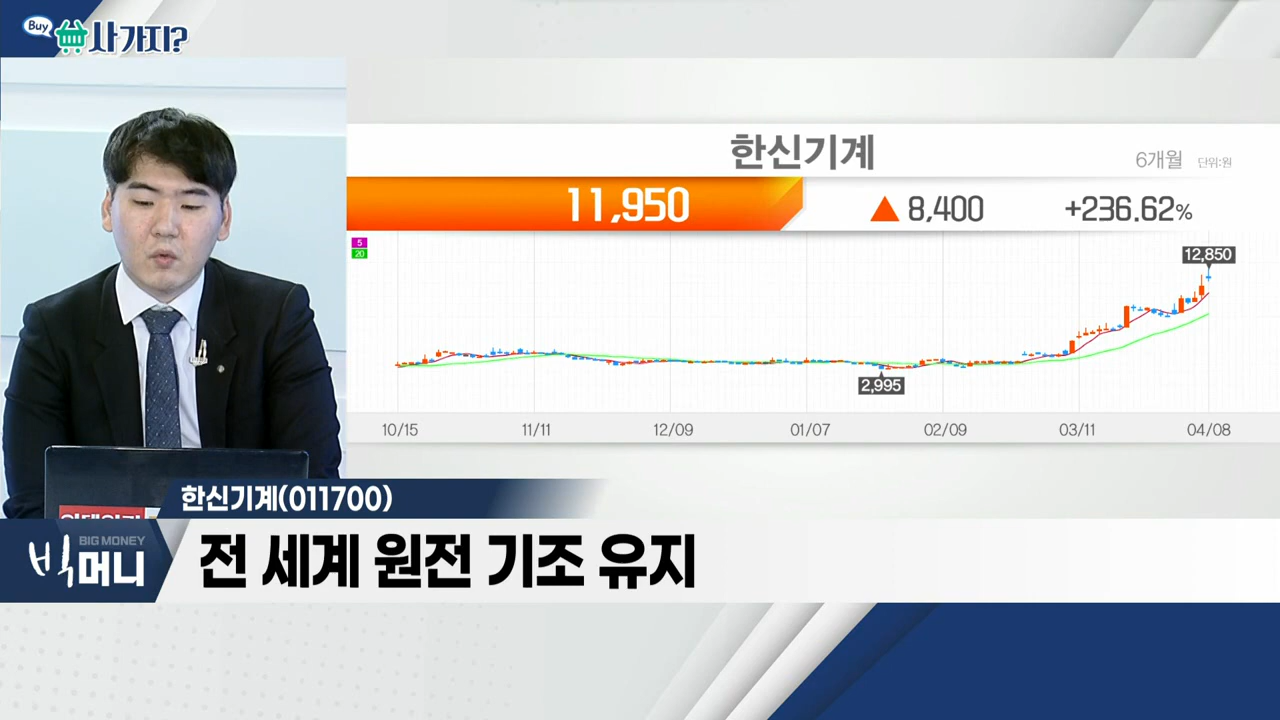 Buy
사가지?
한신기계
6개월 단위:원
11,950 ▲ 8,400 +236.62%
5
20
12,850
2,995
10/15 11/11 12/09 01/07 02/09 03/11 04/08
한신기계(011700)
BIG MONEY
빅머니
전 세계 원전 기조 유지